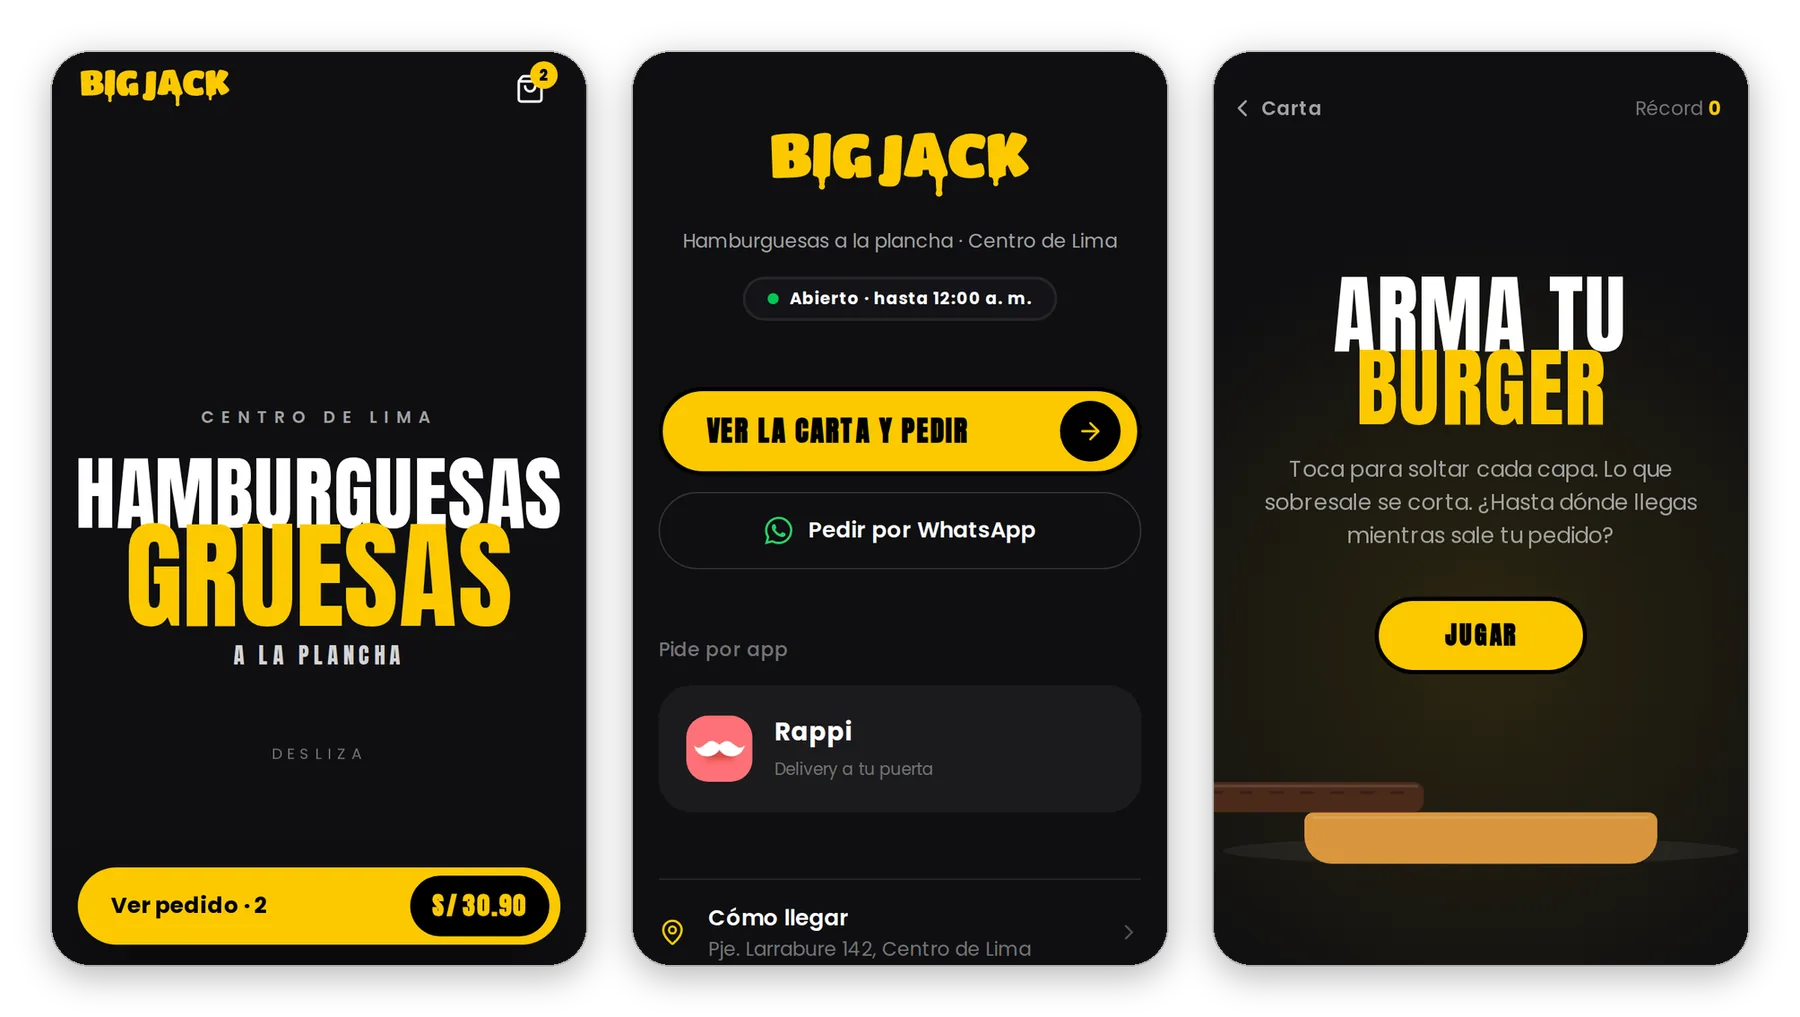 BIG JACK
2
CENTRO DE LIMA
HAMBURGUESAS
GRUESAS
A LA PLANCHA
DESLIZA
Ver pedido · 2
S/ 30.90
BIG JACK
Hamburguesas a la plancha · Centro de Lima
Abierto · hasta 12:00 a. m.
VER LA CARTA Y PEDIR
Pedir por WhatsApp
Pide por app
Rappi
Delivery a tu puerta
Cómo llegar
Pje. Larrabure 142, Centro de Lima
Carta
Récord 0
ARMA TU
BURGER
Toca para soltar cada capa. Lo que
sobresale se corta. ¿Hasta dónde llegas
mientras sale tu pedido?
JUGAR